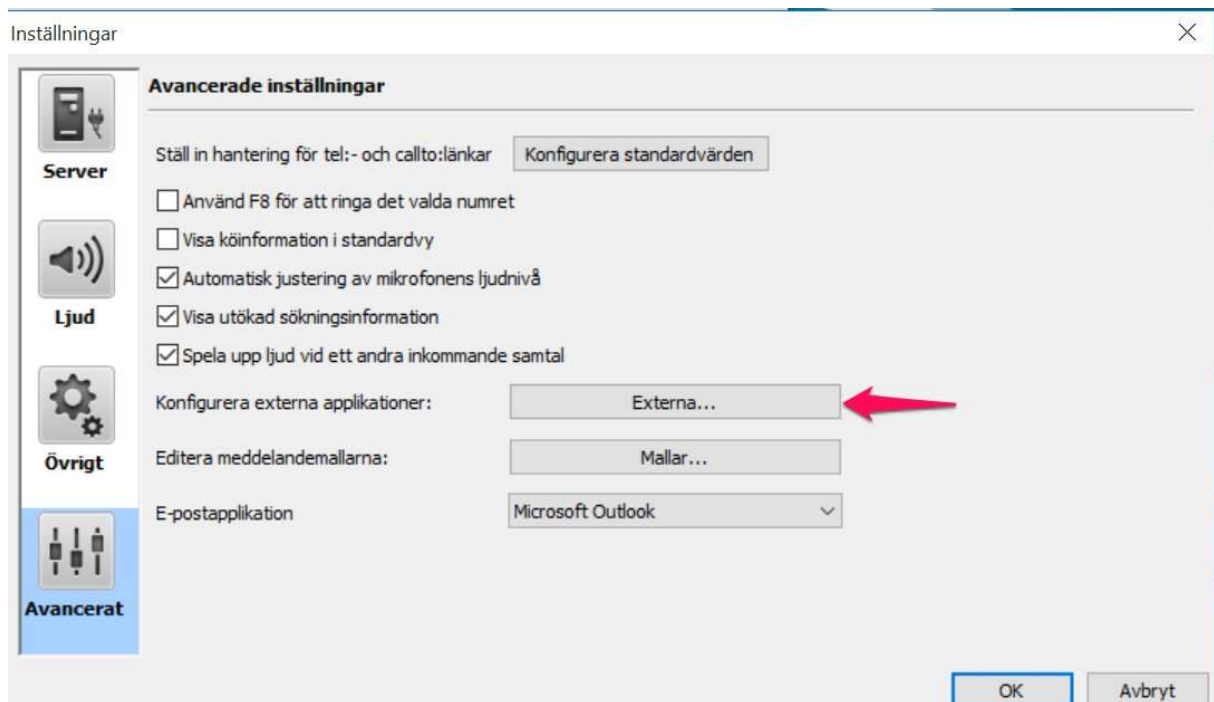 Inställningar
Server
Ljud
Övrigt
Avancerat
Avancerade inställningar
Ställ in hantering för tel:- och callto:länkar Konfigurera standardvärden
Använd F8 för att ringa det valda numret
Visa köinformation i standardvy
Automatisk justering av mikrofonens ljudnivå
Visa utökad sökningsinformation
Spela upp ljud vid ett andra inkommande samtal
Konfigurera externa applikationer: Externa...
Editera meddelandemallarna: Mallar...
E-postapplikation Microsoft Outlook
OK Avbryt